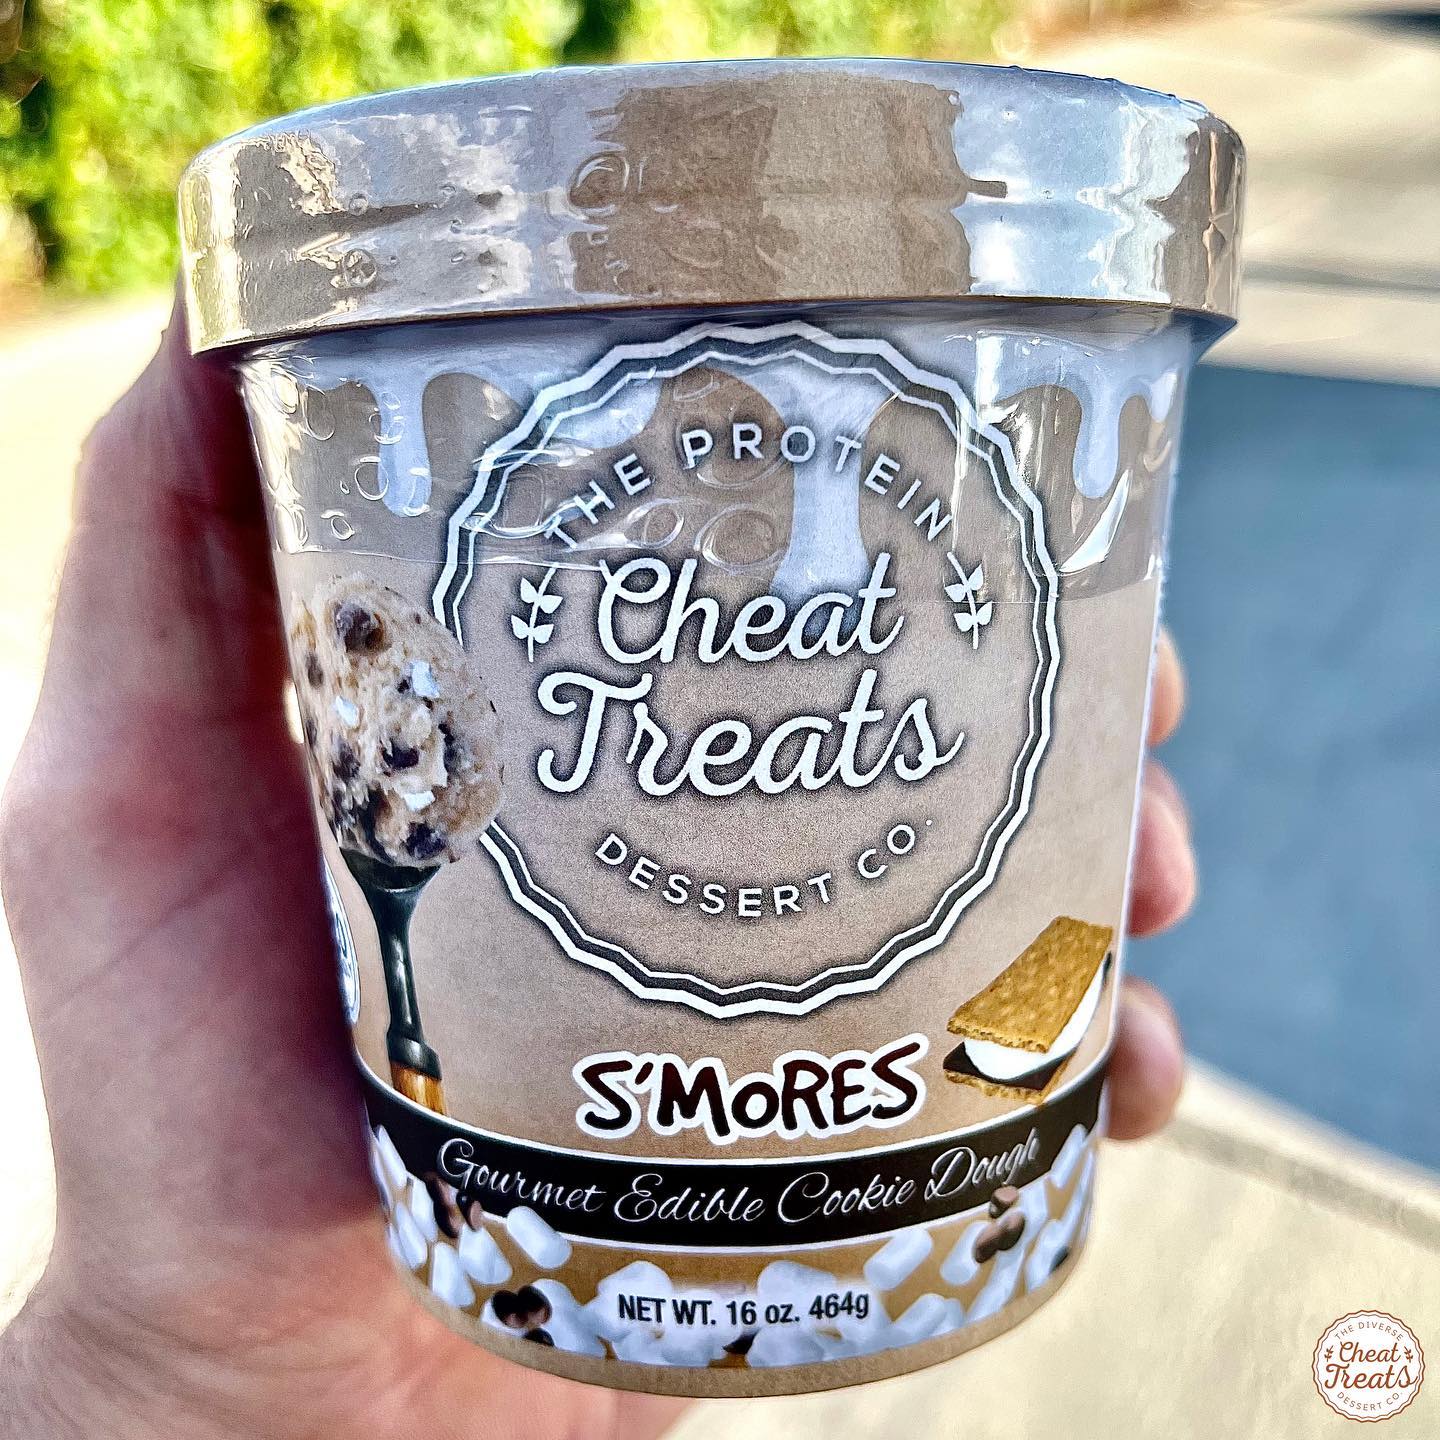 THE PROTEIN
Cheat
Treats
DESSERT CO.
S'MORES
Gourmet Edible Cookie Dough
NET WT. 16 oz. 464g
THE DIVERSE
Cheat
Treats
DESSERT CO.